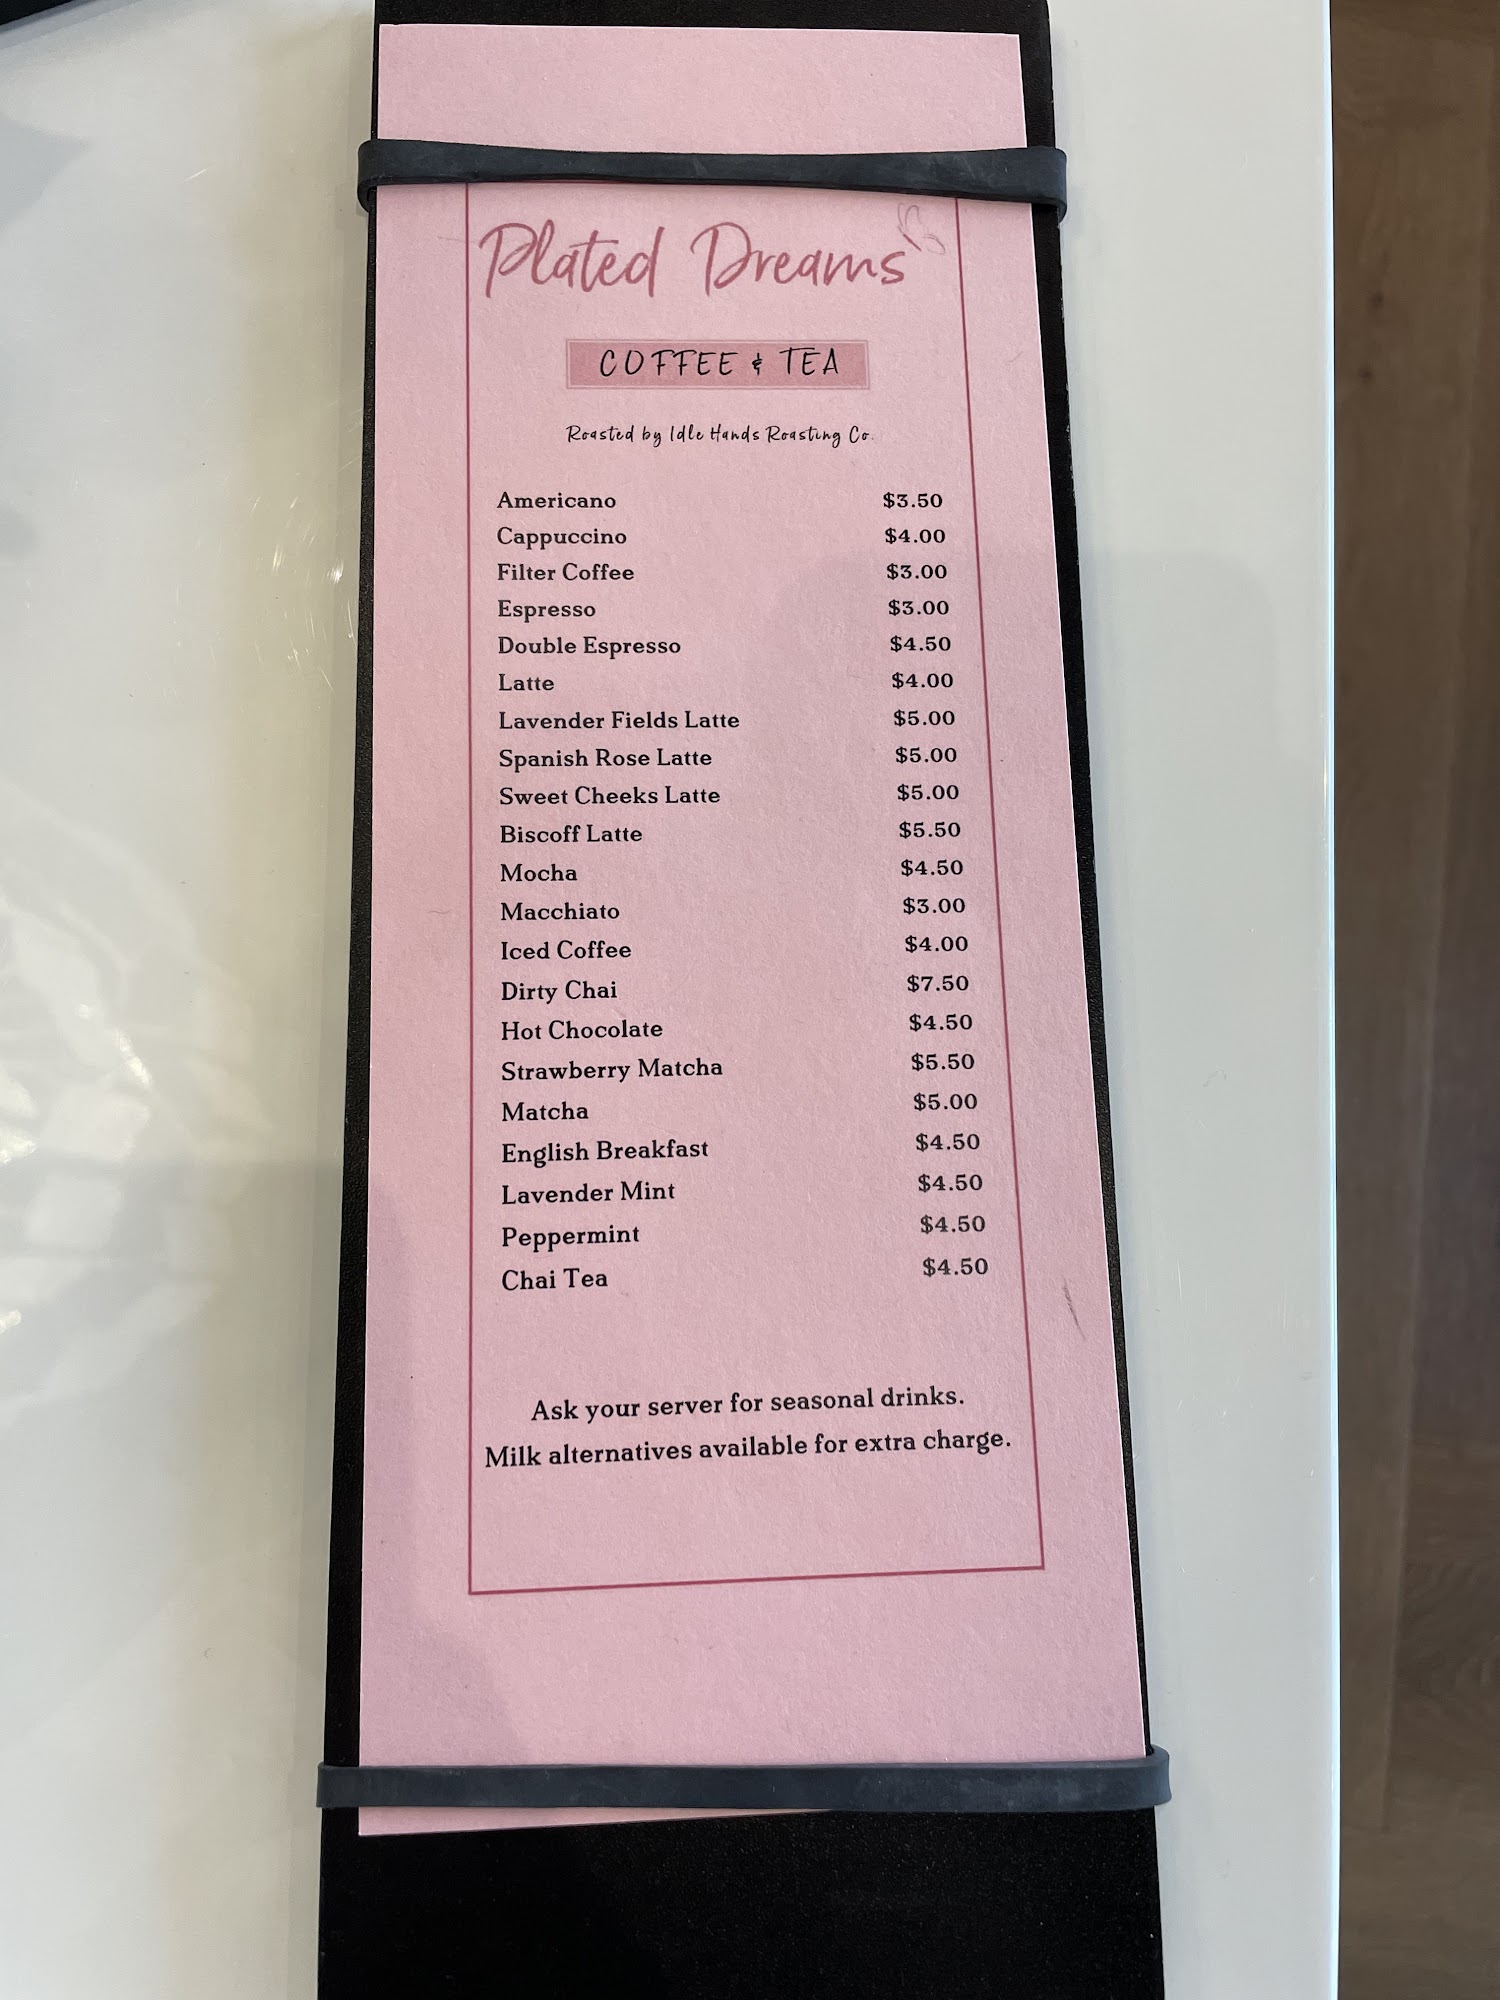 Plated Dreams
COFFEE & TEA
Roasted by Idle Hands Roasting Co.
Americano $3.50
Cappuccino $4.00
Filter Coffee $3.00
Espresso $3.00
Double Espresso $4.50
Latte $4.00
Lavender Fields Latte $5.00
Spanish Rose Latte $5.00
Sweet Cheeks Latte $5.00
Biscoff Latte $5.50
Mocha $4.50
Macchiato $3.00
Iced Coffee $4.00
Dirty Chai $7.50
Hot Chocolate $4.50
Strawberry Matcha $5.50
Matcha $5.00
English Breakfast $4.50
Lavender Mint $4.50
Peppermint $4.50
Chai Tea $4.50
Ask your server for seasonal drinks.
Milk alternatives available for extra charge.